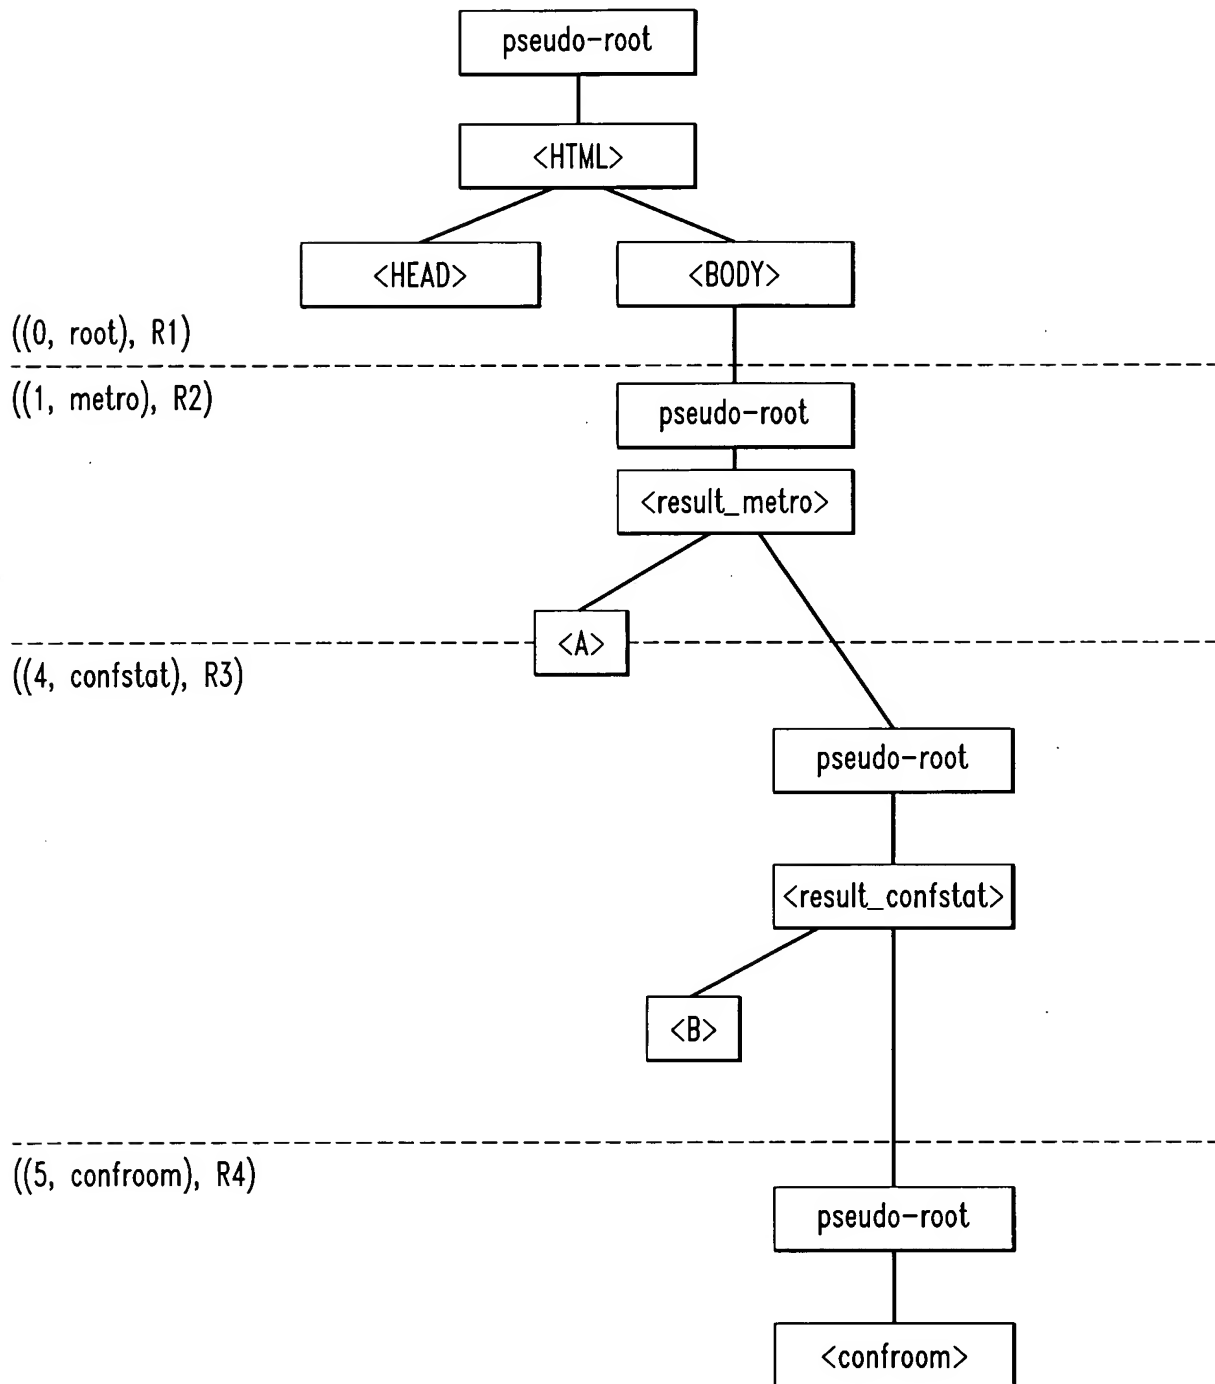 pseudo-root
<HTML>
<HEAD>
<BODY>
((0, root), R1)
((1, metro), R2)
pseudo-root
<result_metro>
<A>
((4, confstat), R3)
pseudo-root
<result_confstat>
<B>
((5, confroom), R4)
pseudo-root
<confroom>